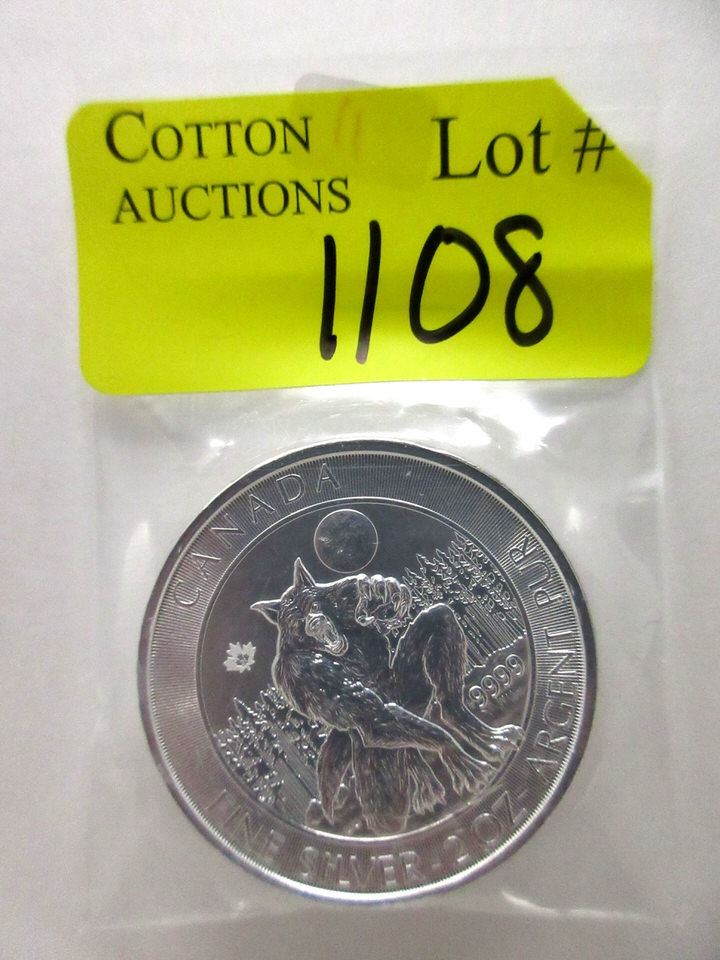 COTTON
AUCTIONS
Lot #
1108
CANADA
9999
FINE SILVER - 2 OZ ARGENT PUR